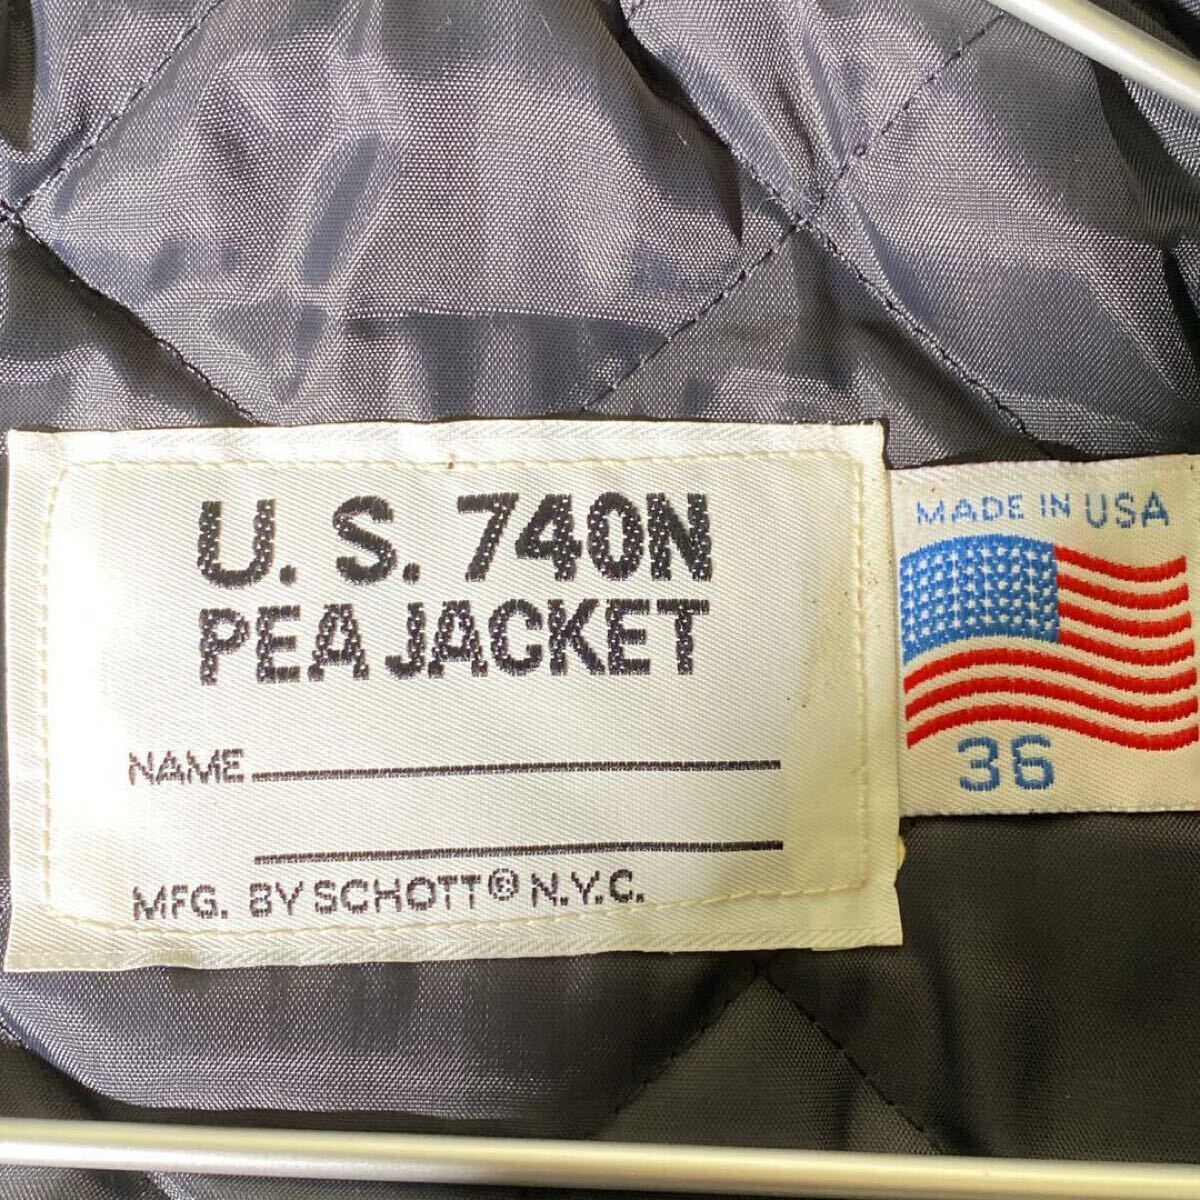 U. S. 740N
PEA JACKET
NAME
MFG. BY SCHOTT® N.Y.C.
MADE IN USA
36